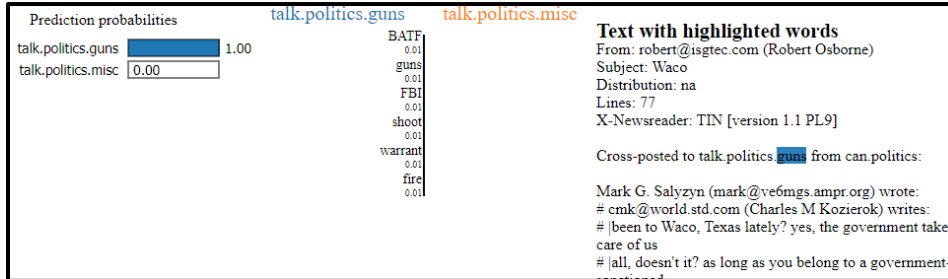 Prediction probabilities
talk.politics.guns 1.00
talk.politics.misc 0.00
talk.politics.guns talk.politics.misc
BATF
0.01
guns
0.01
FBI
0.01
shoot
0.01
warrant
0.01
fire
0.01
Text with highlighted words
From: robert@isgtec.com (Robert Osborne)
Subject: Waco
Distribution: na
Lines: 77
X-Newsreader: TIN [version 1.1 PL9]
Cross-posted to talk.politics.guns from can.politics:
Mark G. Salyzyn (mark@ve6mgs.ampr.org) wrote:
# cmk@world.std.com (Charles M Kozierok) writes:
# |been to Waco, Texas lately? yes, the government take
care of us
# |all, doesn't it? as long as you belong to a government-